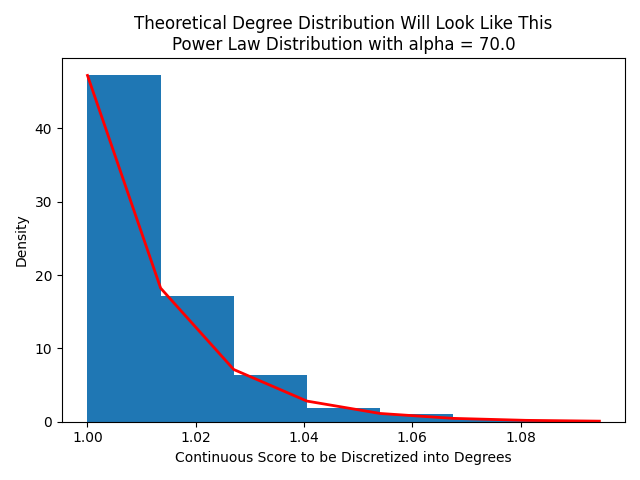 Theoretical Degree Distribution Will Look Like This
Power Law Distribution with alpha = 70.0
Density
40
30
20
10
0
1.00 1.02 1.04 1.06 1.08
Continuous Score to be Discretized into Degrees